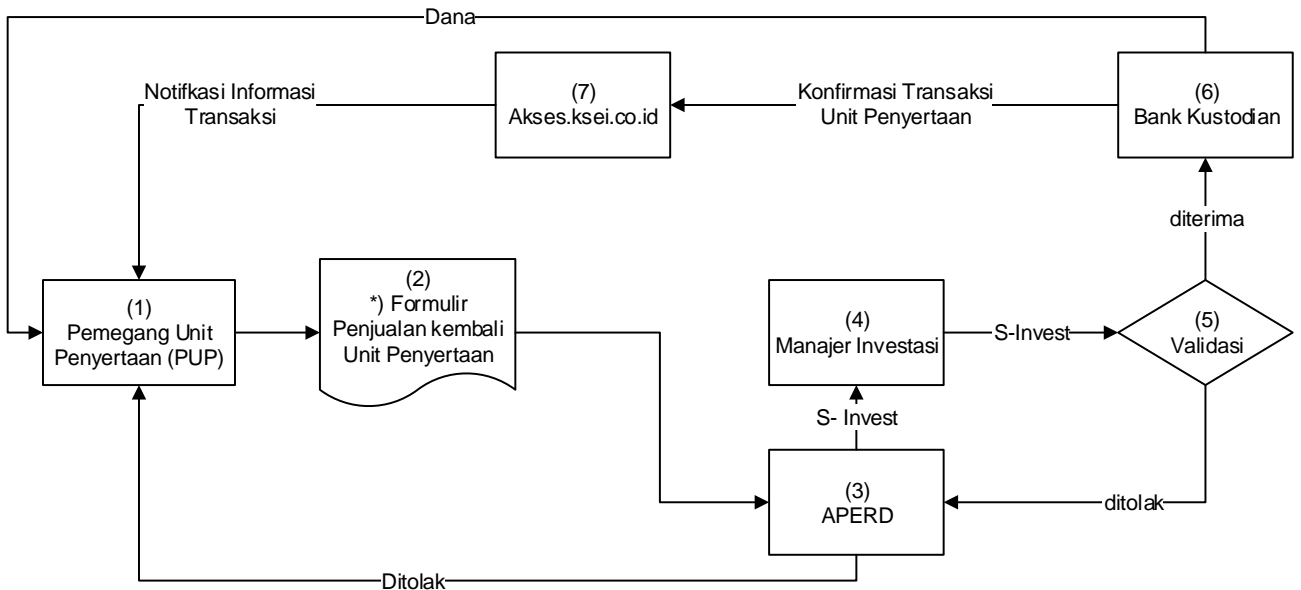 Dana
Notifkasi Informasi
Transaksi
(7)
Akses.ksei.co.id
Konfirmasi Transaksi
Unit Penyertaan
(6)
Bank Kustodian
diterima
(1)
Pemegang Unit
Penyertaan (PUP)
(2)
*) Formulir
Penjualan kembali
Unit Penyertaan
(4)
Manajer Investasi
S-Invest
(5)
Validasi
S- Invest
(3)
APERD
ditolak
Ditolak